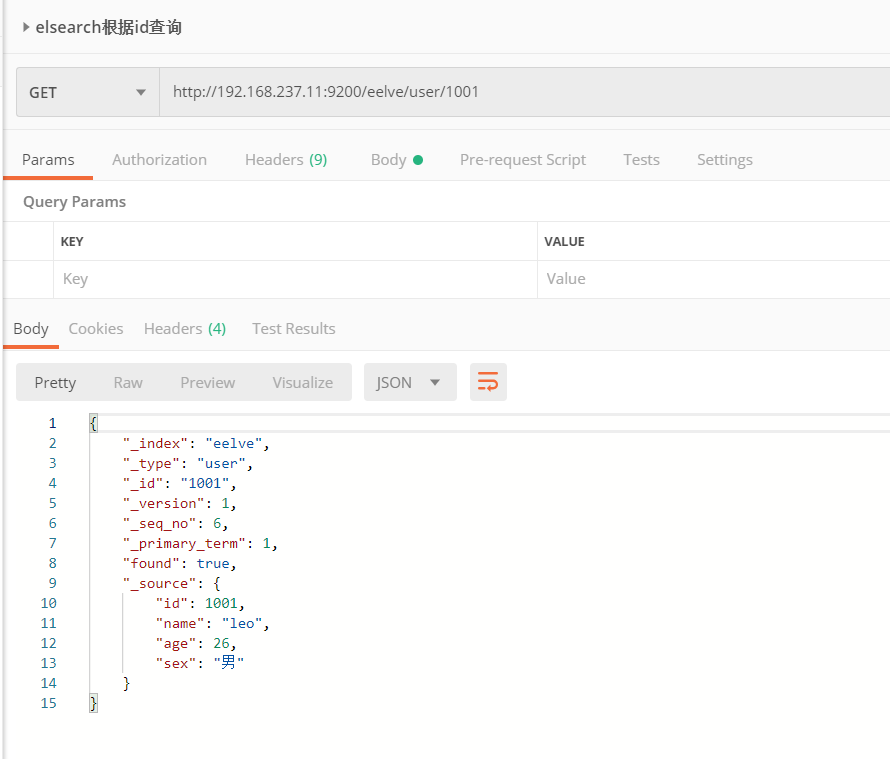 elsearch根据id查询
GET http://192.168.237.11:9200/eelve/user/1001
Params Authorization Headers (9) Body Pre-request Script Tests Settings
Query Params
KEY VALUE
Key Value
Body Cookies Headers (4) Test Results
Pretty Raw Preview Visualize JSON
1 {
2 "_index": "eelve",
3 "_type": "user",
4 "_id": "1001",
5 "_version": 1,
6 "_seq_no": 6,
7 "_primary_term": 1,
8 "found": true,
9 "_source": {
10 "id": 1001,
11 "name": "leo",
12 "age": 26,
13 "sex": "男"
14 }
15 }